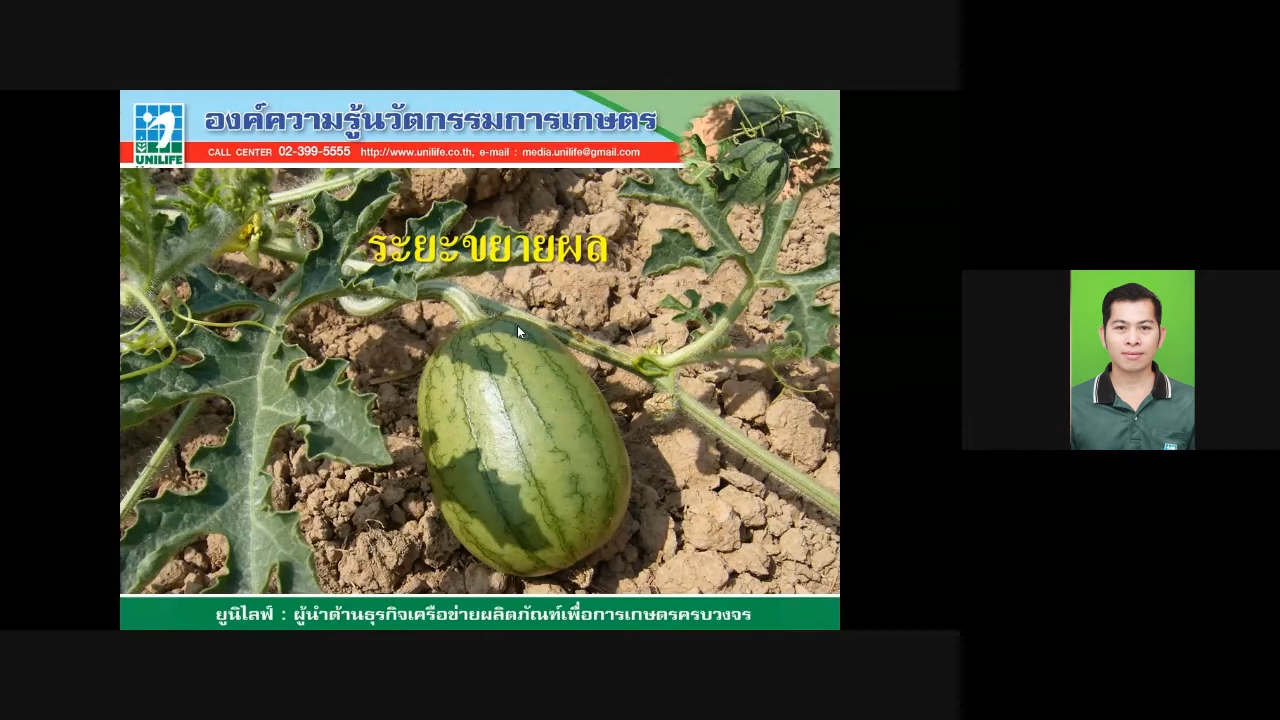 องค์ความรู้นวัตกรรมการเกษตร
UNILIFE
CALL CENTER 02-399-5555 http://www.unilife.co.th, e-mail : media.unilife@gmail.com
ระยะขยายผล
ยูนิไลฟ์ : ผู้นำด้านธุรกิจเครือข่ายผลิตภัณฑ์เพื่อการเกษตรครบวงจร